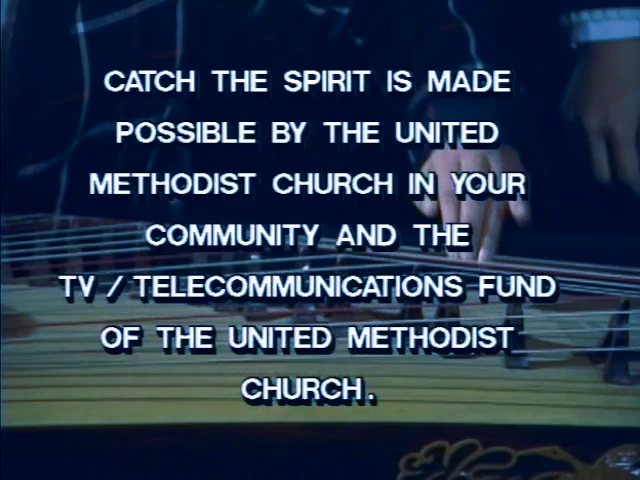 CATCH THE SPIRIT IS MADE
POSSIBLE BY THE UNITED
METHODIST CHURCH IN YOUR
COMMUNITY AND THE
TV / TELECOMMUNICATIONS FUND
OF THE UNITED METHODIST
CHURCH.